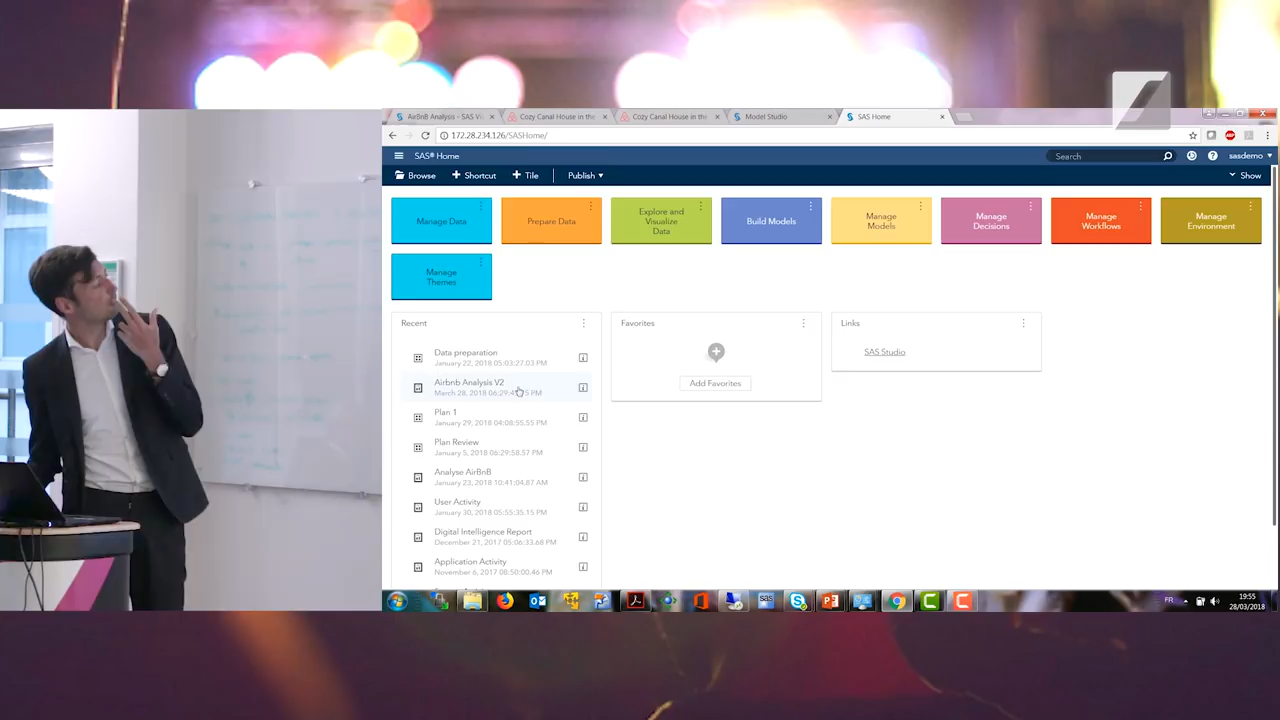 AirBnB Analysis - SAS Vi
Cozy Canal House in the
Cozy Canal House in the
Model Studio
SAS Home
172.28.234.126/SASHome/
SAS® Home
Search
sasdemo
Browse
Shortcut
Tile
Publish
Show
Manage Data
Prepare Data
Explore and
Visualize
Data
Build Models
Manage
Models
Manage
Decisions
Manage
Workflows
Manage
Environment
Manage
Themes
Recent
Data preparation
January 22, 2018 05:03:27.03 PM
Airbnb Analysis V2
March 28, 2018 PM
Plan 1
January 29, 2018 04:08:55.55 PM
Plan Review
January 5, 2018 06:29:58.57 PM
Analyse AirBnB
January 23, 2018 10:41:04.87 AM
User Activity
January 30, 2018 05:55:35.15 PM
Digital Intelligence Report
December 21, 2017 05:06:33.68 PM
Application Activity
November 6, 2017 08:50:00.46 PM
Favorites
Add Favorites
Links
SAS Studio
FR
19:55
28/03/2018